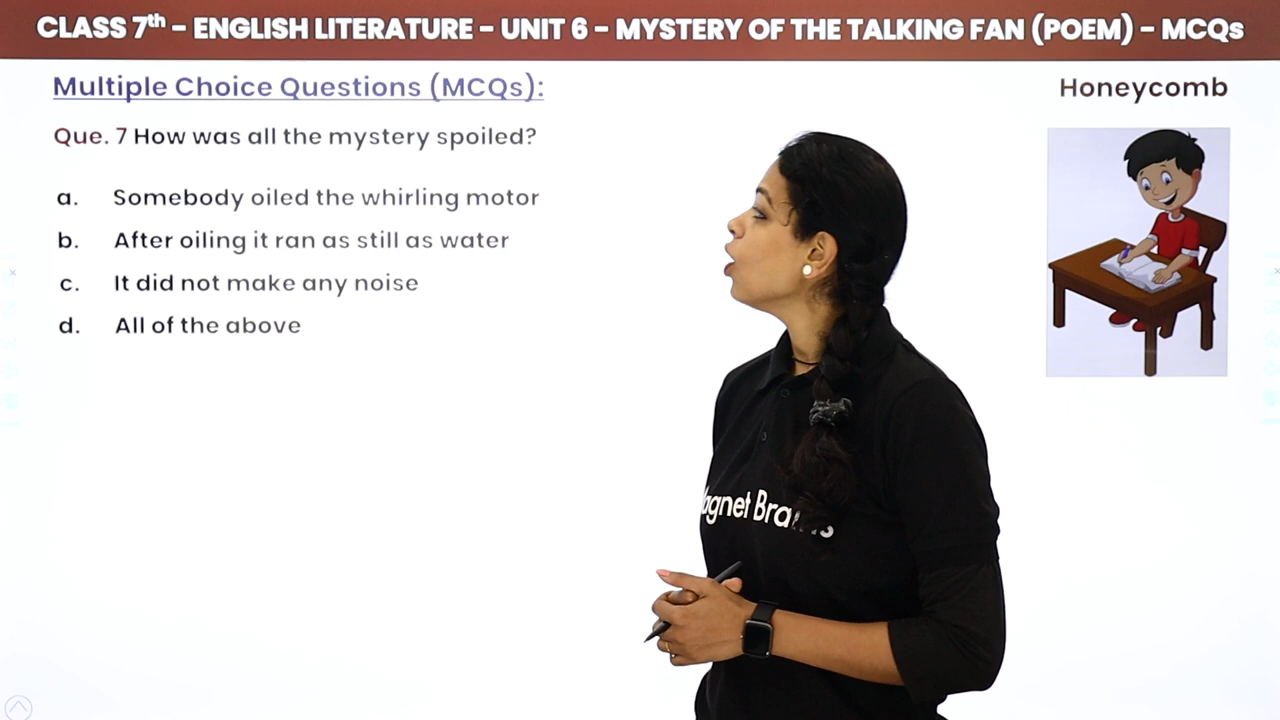 CLASS 7th – ENGLISH LITERATURE – UNIT 6 – MYSTERY OF THE TALKING FAN (POEM) – MCQs
Multiple Choice Questions (MCQs):
Honeycomb
Que. 7 How was all the mystery spoiled?
a. Somebody oiled the whirling motor
b. After oiling it ran as still as water
c. It did not make any noise
d. All of the above